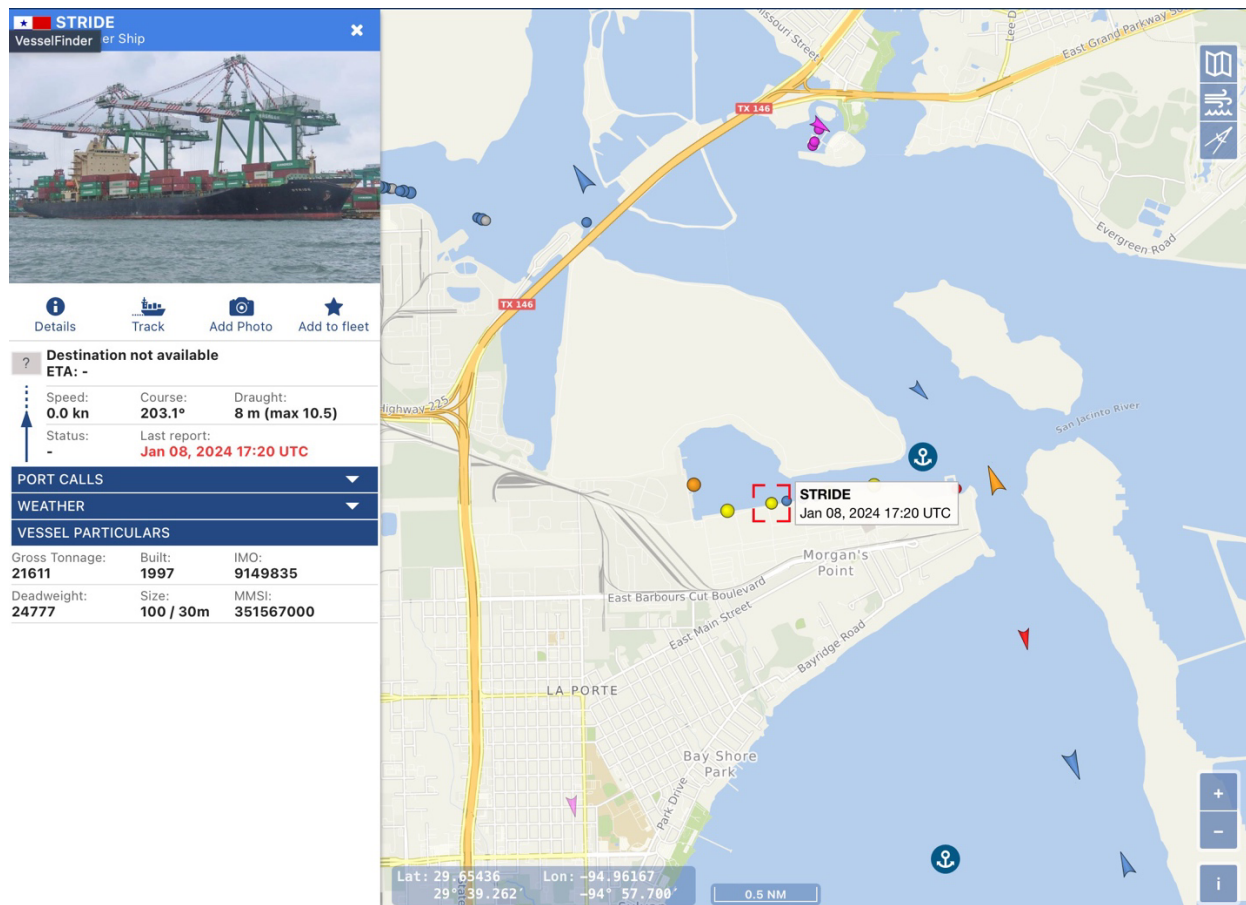 STRIDE
VesselFinder
er Ship
Details
Track
Add Photo
Add to fleet
?
Destination not available
ETA: -
Speed: Course: Draught:
0.0 kn 203.1° 8 m (max 10.5)
Status: Last report:
- Jan 08, 2024 17:20 UTC
PORT CALLS
WEATHER
VESSEL PARTICULARS
Gross Tonnage: Built: IMO:
21611 1997 9149835
Deadweight: Size: MMSI:
24777 100 / 30m 351567000
issouri Street
Lee D
East Grand Parkway So
TX 146
Evergreen Road
TX 146
Highway 225
San Jacinto River
STRIDE
Jan 08, 2024 17:20 UTC
Morgan's
Point
East Barbours Cut Boulevard
East Main Street
Bayridge Road
LA PORTE
Bay Shore
Park
Park Drive
+
−
i
Lat: 29.65436 Lon: −94.96167
29° 39.262′ −94° 57.700′
0.5 NM